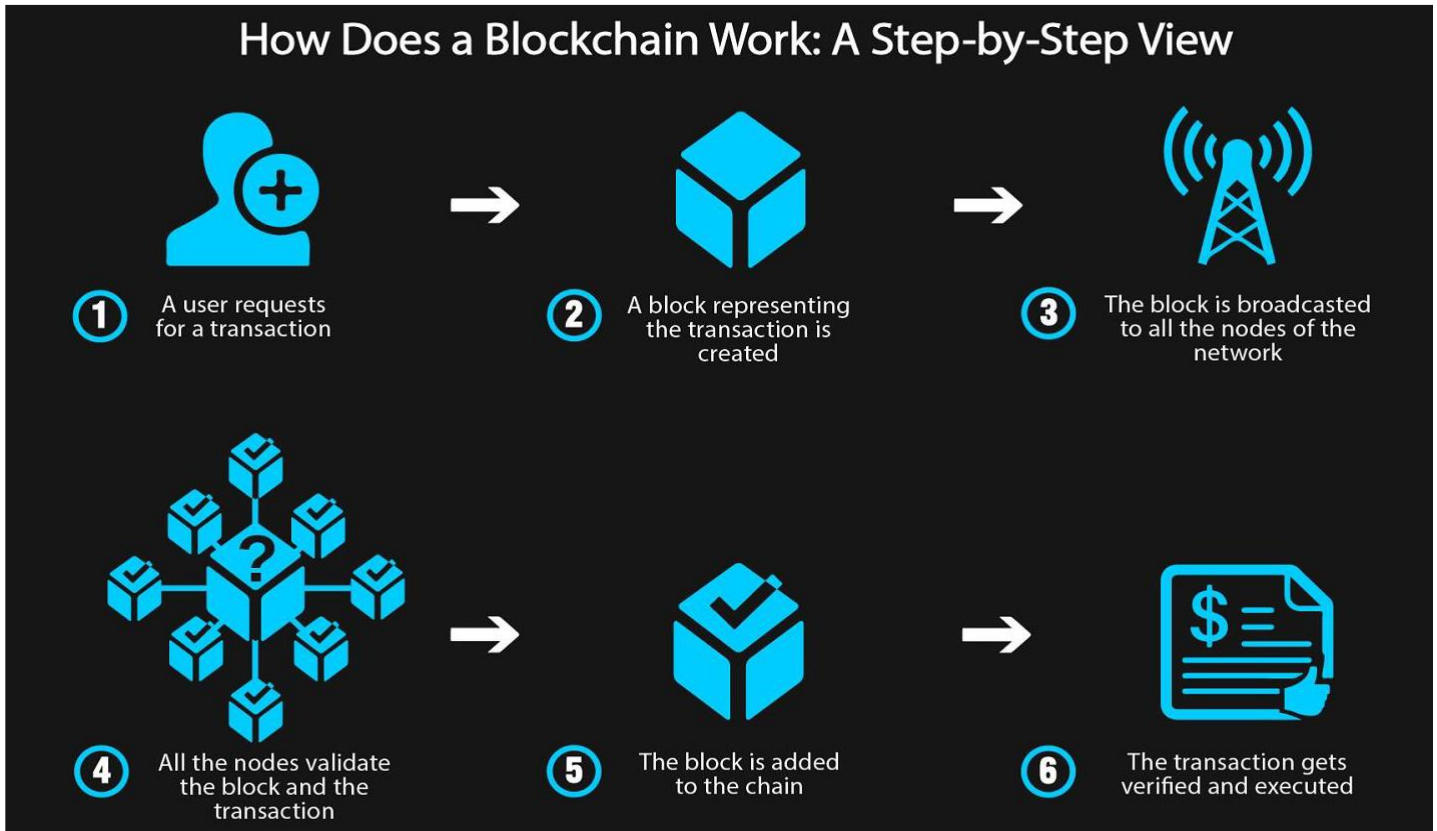 How Does a Blockchain Work: A Step-by-Step View
1
A user requests
for a transaction
2
A block representing
the transaction is
created
3
The block is broadcasted
to all the nodes of the
network
?
4
All the nodes validate
the block and the
transaction
5
The block is added
to the chain
$
6
The transaction gets
verified and executed